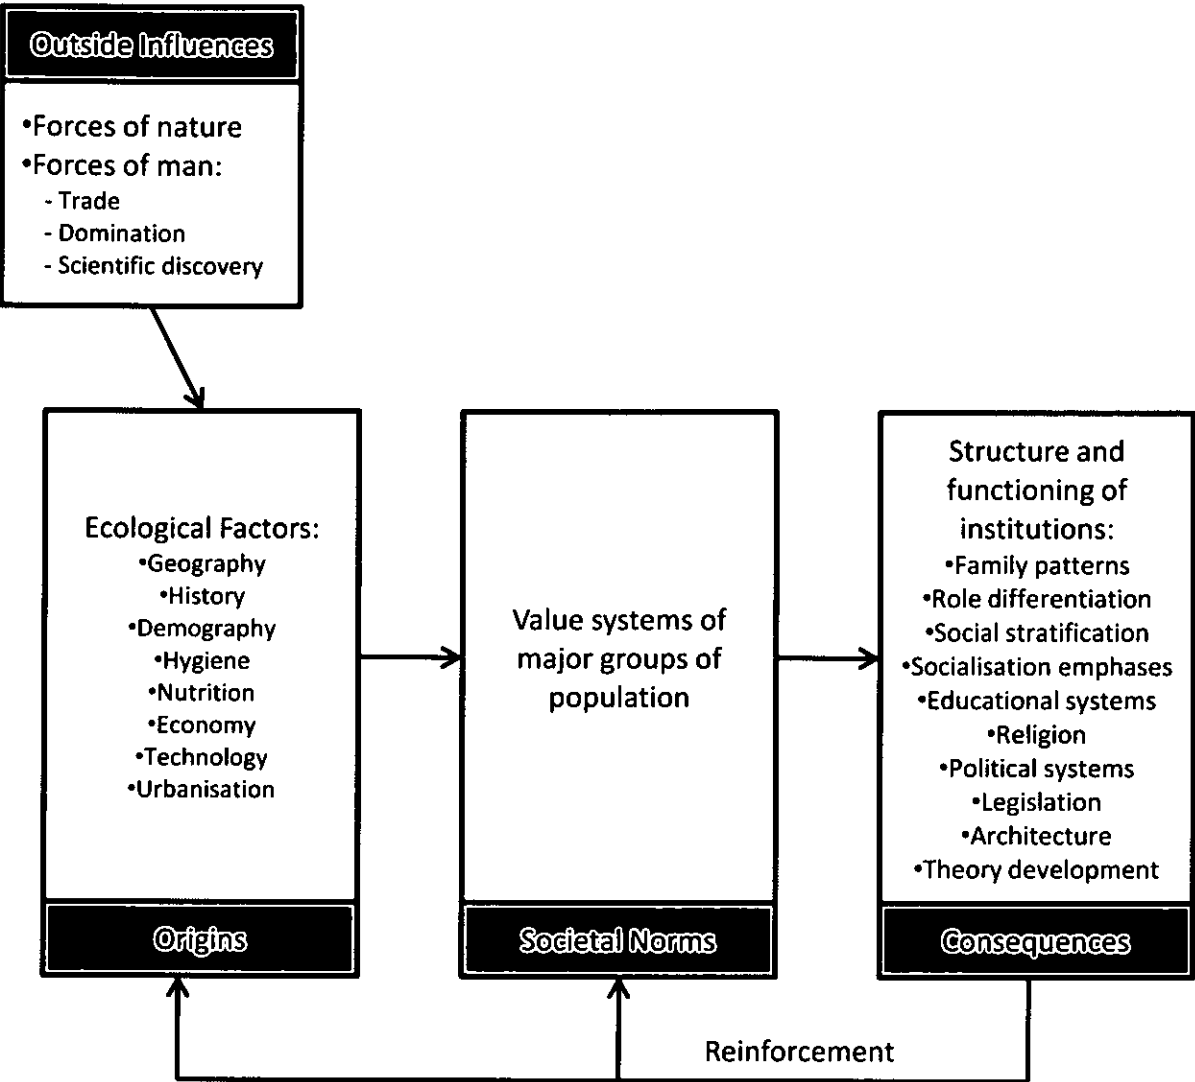 Outside Influences
•Forces of nature
•Forces of man:
- Trade
- Domination
- Scientific discovery
Ecological Factors:
•Geography
•History
•Demography
•Hygiene
•Nutrition
•Economy
•Technology
•Urbanisation
Origins
Value systems of
major groups of
population
Societal Norms
Structure and
functioning of
institutions:
•Family patterns
•Role differentiation
•Social stratification
•Socialisation emphases
•Educational systems
•Religion
•Political systems
•Legislation
•Architecture
•Theory development
Consequences
Reinforcement